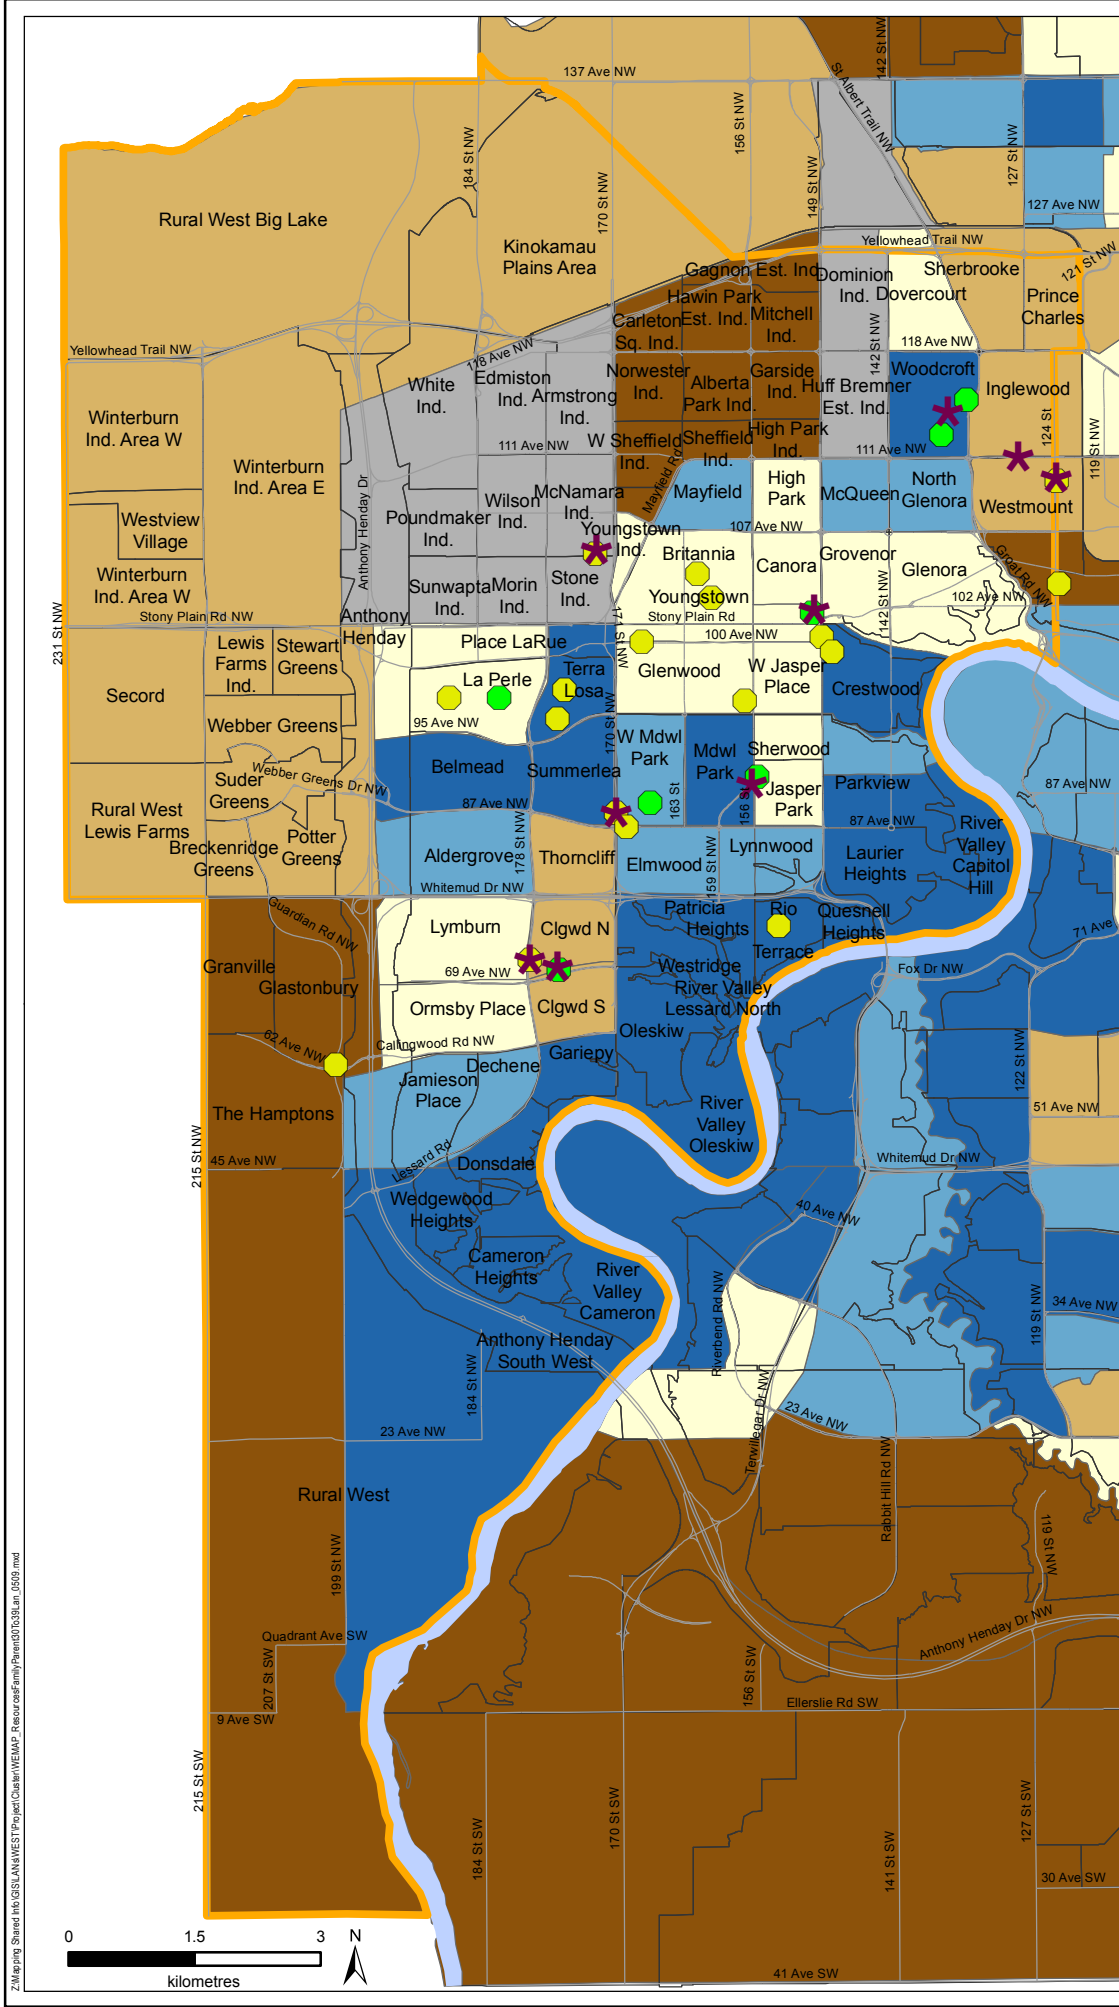 137 Ave NW
142 St NW
St Albert Trail NW
184 St NW
156 St NW
170 St NW
149 St NW
127 St NW
127 Ave NW
Rural West Big Lake
Kinokamau
Plains Area
Yellowhead Trail NW
121 St NW
Gagnon Est. Ind.
Dominion
Ind.
Sherbrooke
Dovercourt
Hawin Park
Est. Ind.
Mitchell
Ind.
Prince
Charles
Carleton
Sq. Ind.
118 Ave NW
142 St NW
Yellowhead Trail NW
118 Ave NW
White
Ind.
Edmiston
Ind.
Armstrong
Ind.
Norwester
Ind.
Alberta
Park Ind.
Garside
Ind.
Huff Bremner
Est. Ind.
Woodcroft
Inglewood
124 St
119 St NW
Winterburn
Ind. Area W
111 Ave NW
W Sheffield
Ind.
Sheffield
Ind.
High Park
Ind.
111 Ave NW
Winterburn
Ind. Area E
Anthony Henday Dr
Mayfield Rd
Mayfield
High
Park
McQueen
North
Glenora
Westmount
Westview
Village
Poundmaker
Ind.
Wilson
Ind.
McNamara
Ind.
Youngstown
Ind.
107 Ave NW
Britannia
Youngstown
Canora
Grovenor
Glenora
Groat Rd NW
Winterburn
Ind. Area W
Sunwapta
Ind.
Morin
Ind.
Stone
Ind.
102 Ave NW
142 St NW
Stony Plain Rd NW
Stony Plain Rd
231 St NW
Anthony
Henday
171 St NW
100 Ave NW
Lewis
Farms
Ind.
Stewart
Greens
Place LaRue
Secord
La Perle
Terra
Losa
Glenwood
W Jasper
Place
Crestwood
Webber Greens
95 Ave NW
170 St NW
W Mdwl
Park
Mdwl
Park
Sherwood
Webber Greens Dr NW
Belmead
Summerlea
Parkview
87 Ave NW
Suder
Greens
163 St
156 St
Jasper
Park
Rural West
Lewis Farms
87 Ave NW
87 Ave NW
River
Valley
Capitol
Hill
Breckenridge
Greens
Potter
Greens
Aldergrove
178 St NW
Thorncliff
Elmwood
159 St NW
Lynnwood
Laurier
Heights
Whitemud Dr NW
Guardian Rd NW
Lymburn
Clgwd N
Patricia
Heights
Rio
Terrace
Quesnell
Heights
71 Ave
Granville
Glastonbury
69 Ave NW
Westridge
River Valley
Lessard North
Fox Dr NW
Ormsby Place
Clgwd S
Oleskiw
62 Ave NW
Callingwood Rd NW
Gariepy
Dechene
122 St NW
The Hamptons
Jamieson
Place
River
Valley
Oleskiw
51 Ave NW
215 St NW
45 Ave NW
Lessard Rd
Donsdale
Whitemud Dr NW
Wedgewood
Heights
40 Ave NW
Cameron
Heights
River
Valley
Cameron
Riverbend Rd NW
119 St NW
34 Ave NW
Anthony Henday
South West
184 St NW
Terwillegar Dr NW
23 Ave NW
23 Ave NW
Rabbit Hill Rd NW
Rural West
199 St NW
119 St NW
Quadrant Ave SW
207 St SW
Anthony Henday Dr NW
156 St SW
9 Ave SW
Ellerslie Rd SW
215 St SW
184 St SW
170 St SW
141 St SW
127 St SW
30 Ave SW
0 1.5 3
kilometres
N
41 Ave SW